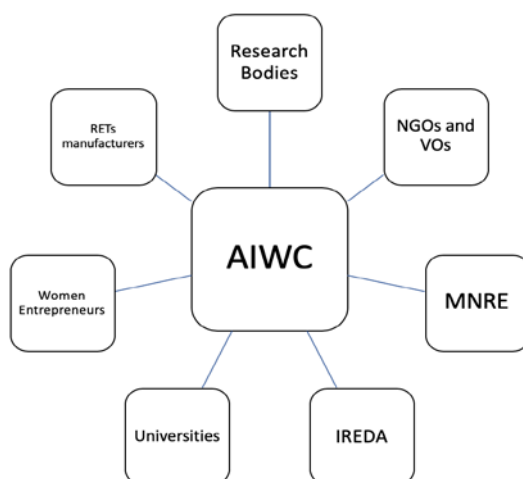 Research
Bodies
RETs
manufacturers
NGOs and
VOs
AIWC
Women
Entrepreneurs
MNRE
Universities
IREDA